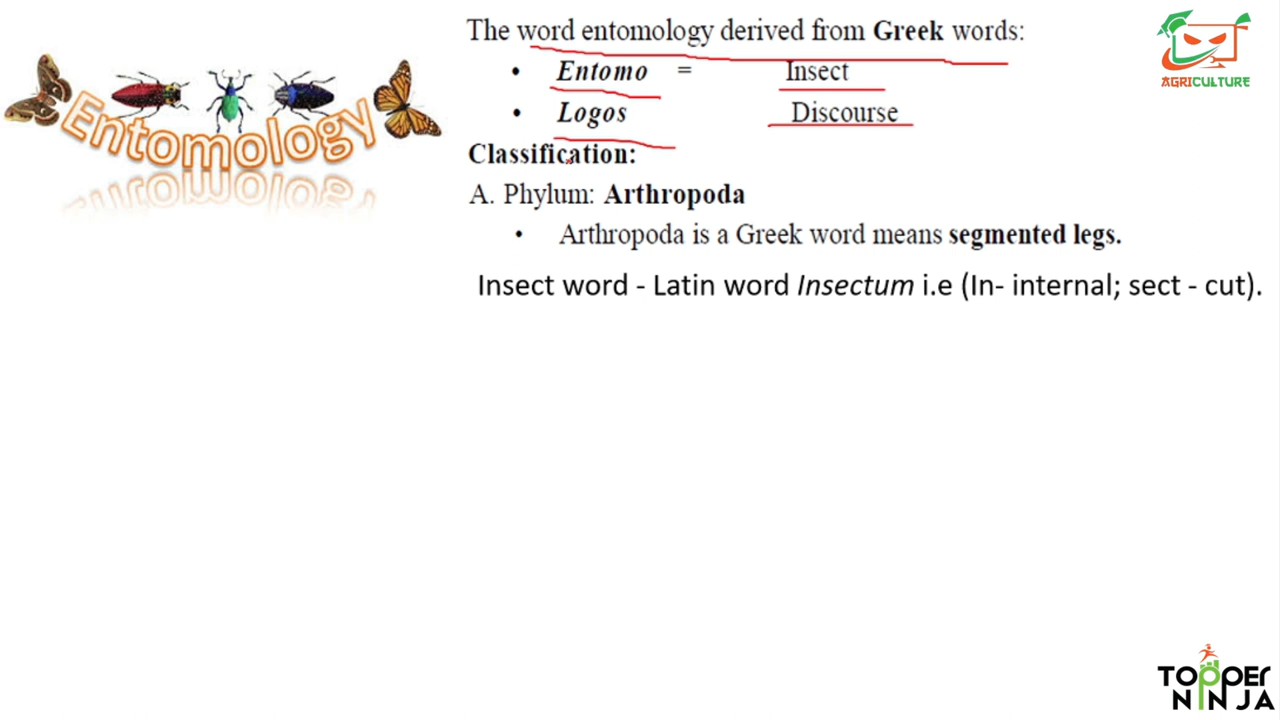 Entomology
The word entomology derived from Greek words:
• Entomo = Insect
• Logos Discourse
Classification:
A. Phylum: Arthropoda
• Arthropoda is a Greek word means segmented legs.
Insect word - Latin word Insectum i.e (In- internal; sect - cut).
AGRICULTURE
TOPPER
NINJA